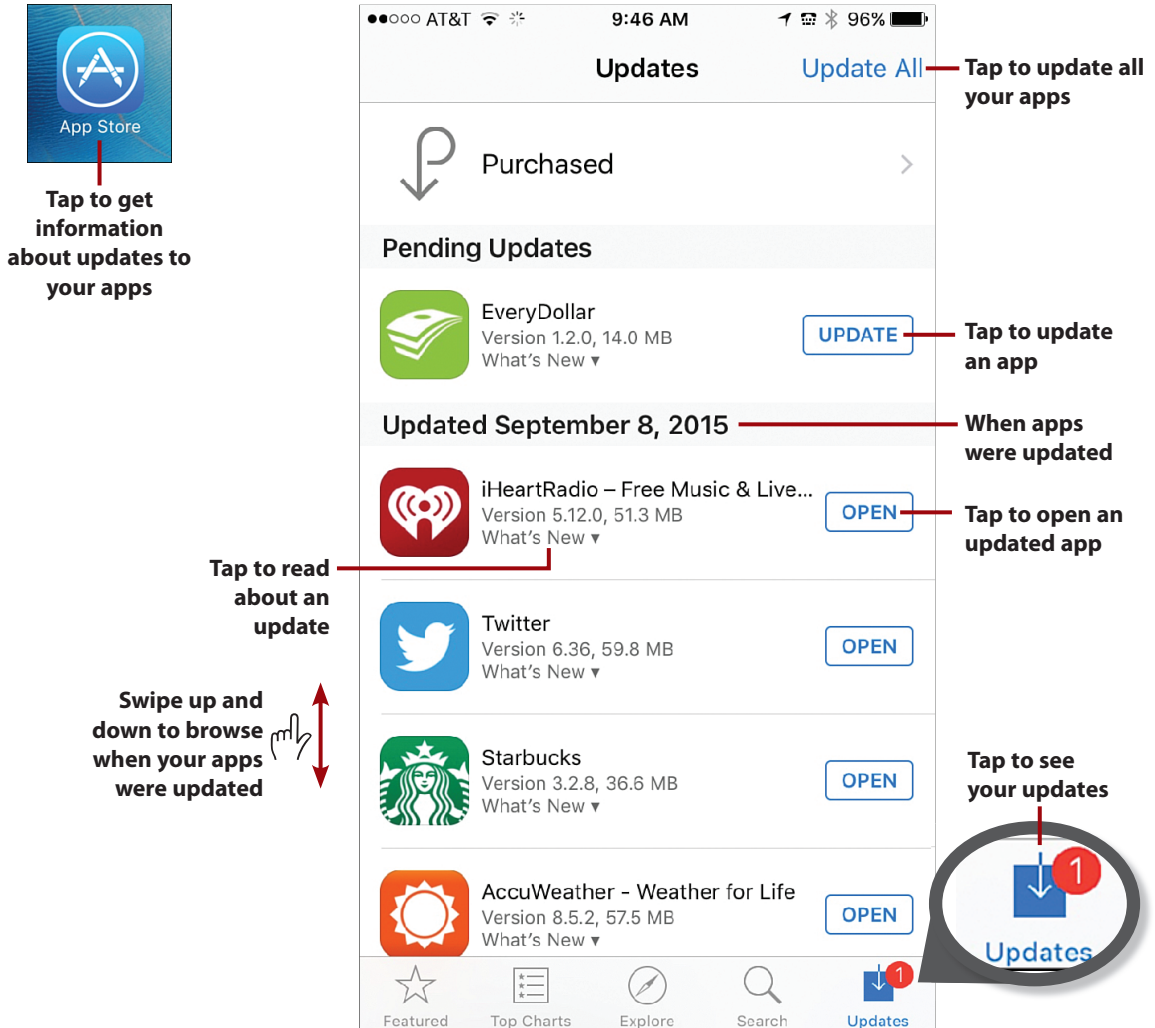 ●●○○○ AT&T 9:46 AM 96%
Updates Update All
Tap to update all
your apps
App Store
Tap to get
information
about updates to
your apps
Purchased
Pending Updates
EveryDollar
Version 1.2.0, 14.0 MB
What's New ▾
UPDATE
Tap to update
an app
Updated September 8, 2015
When apps
were updated
iHeartRadio – Free Music & Live...
Version 5.12.0, 51.3 MB
What's New ▾
OPEN
Tap to open an
updated app
Tap to read
about an
update
Twitter
Version 6.36, 59.8 MB
What's New ▾
OPEN
Swipe up and
down to browse
when your apps
were updated
Starbucks
Version 3.2.8, 36.6 MB
What's New ▾
OPEN
Tap to see
your updates
1
Updates
AccuWeather - Weather for Life
Version 8.5.2, 57.5 MB
What's New ▾
OPEN
1
Featured Top Charts Explore Search Updates